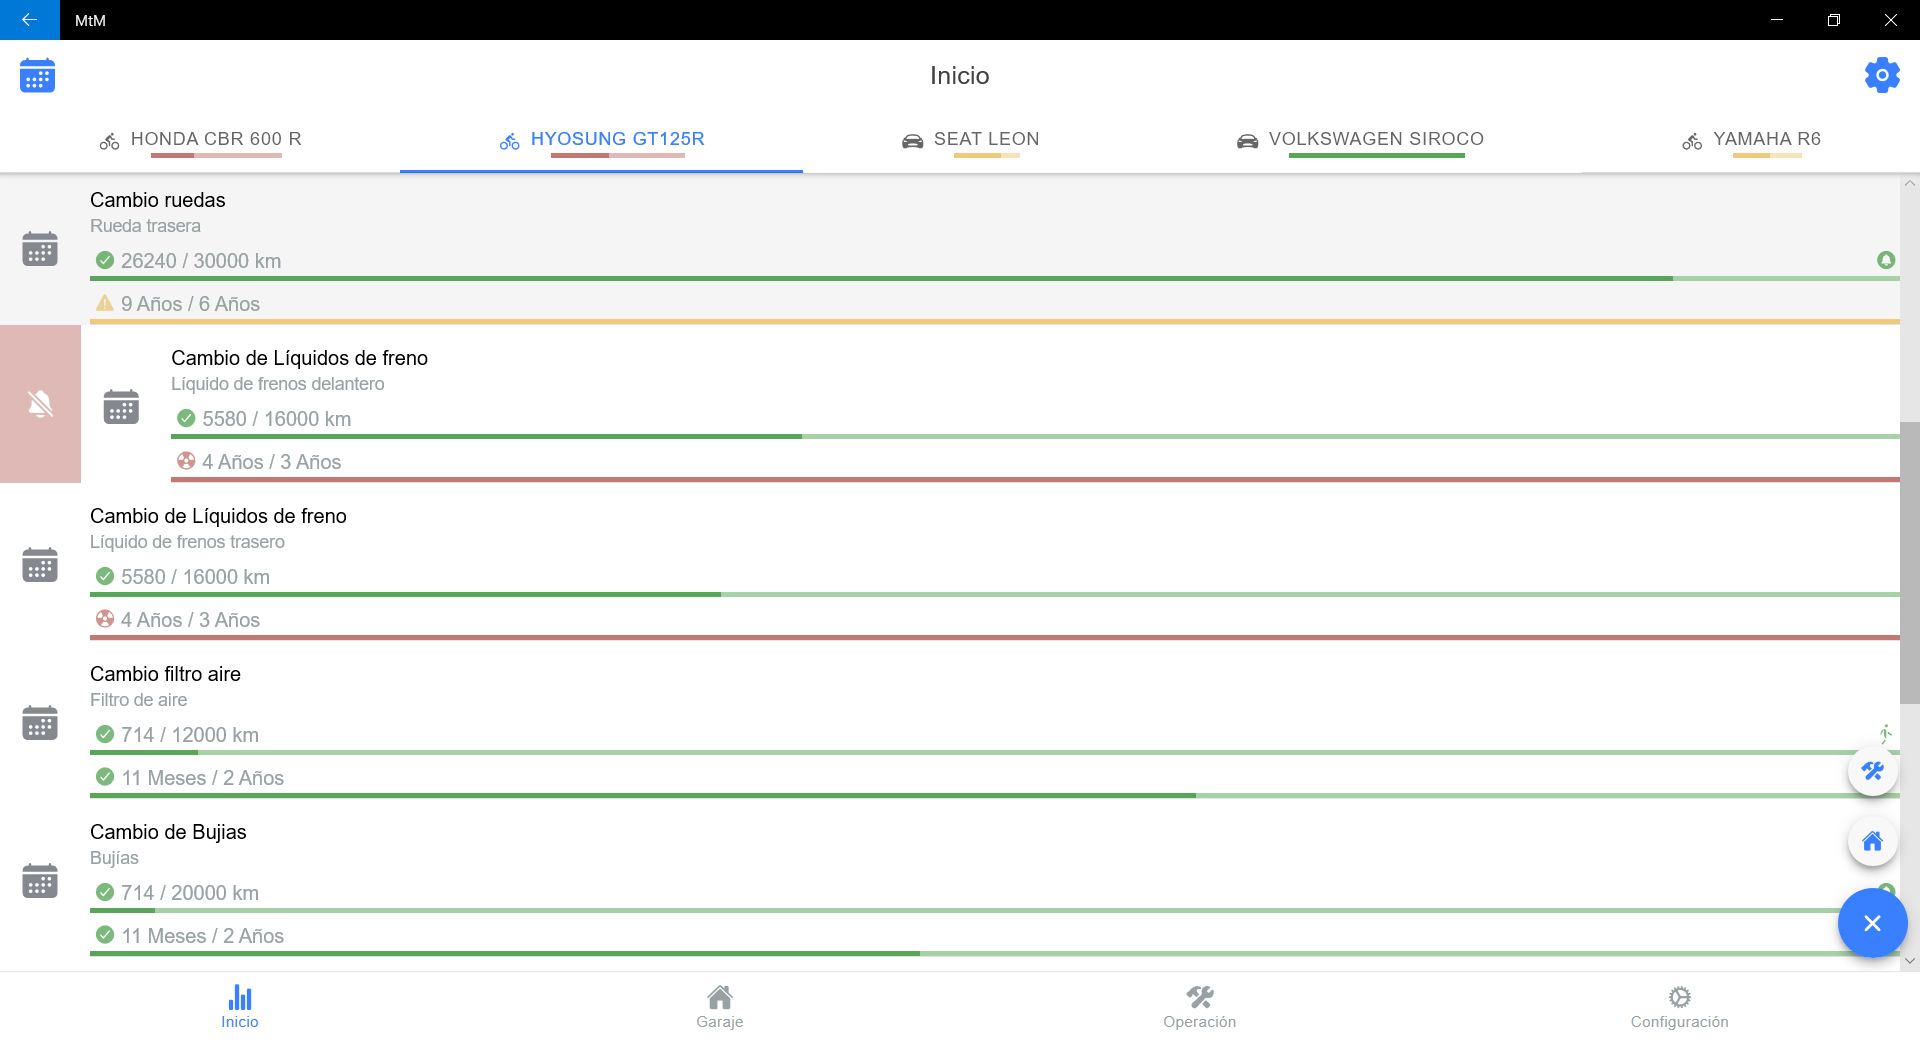 MtM
Inicio
HONDA CBR 600 R
HYOSUNG GT125R
SEAT LEON
VOLKSWAGEN SIROCO
YAMAHA R6
Cambio ruedas
Rueda trasera
26240 / 30000 km
9 Años / 6 Años
Cambio de Líquidos de freno
Líquido de frenos delantero
5580 / 16000 km
4 Años / 3 Años
Cambio de Líquidos de freno
Líquido de frenos trasero
5580 / 16000 km
4 Años / 3 Años
Cambio filtro aire
Filtro de aire
714 / 12000 km
11 Meses / 2 Años
Cambio de Bujias
Bujías
714 / 20000 km
11 Meses / 2 Años
Inicio
Garaje
Operación
Configuración